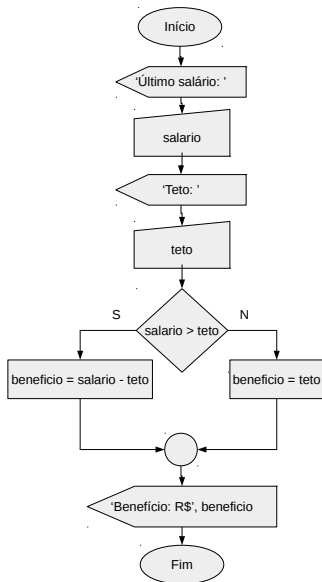 Início
‘Último salário: ’
salario
‘Teto: ’
teto
salario > teto
S
N
beneficio = salario - teto
beneficio = teto
‘Benefício: R$’, beneficio
Fim